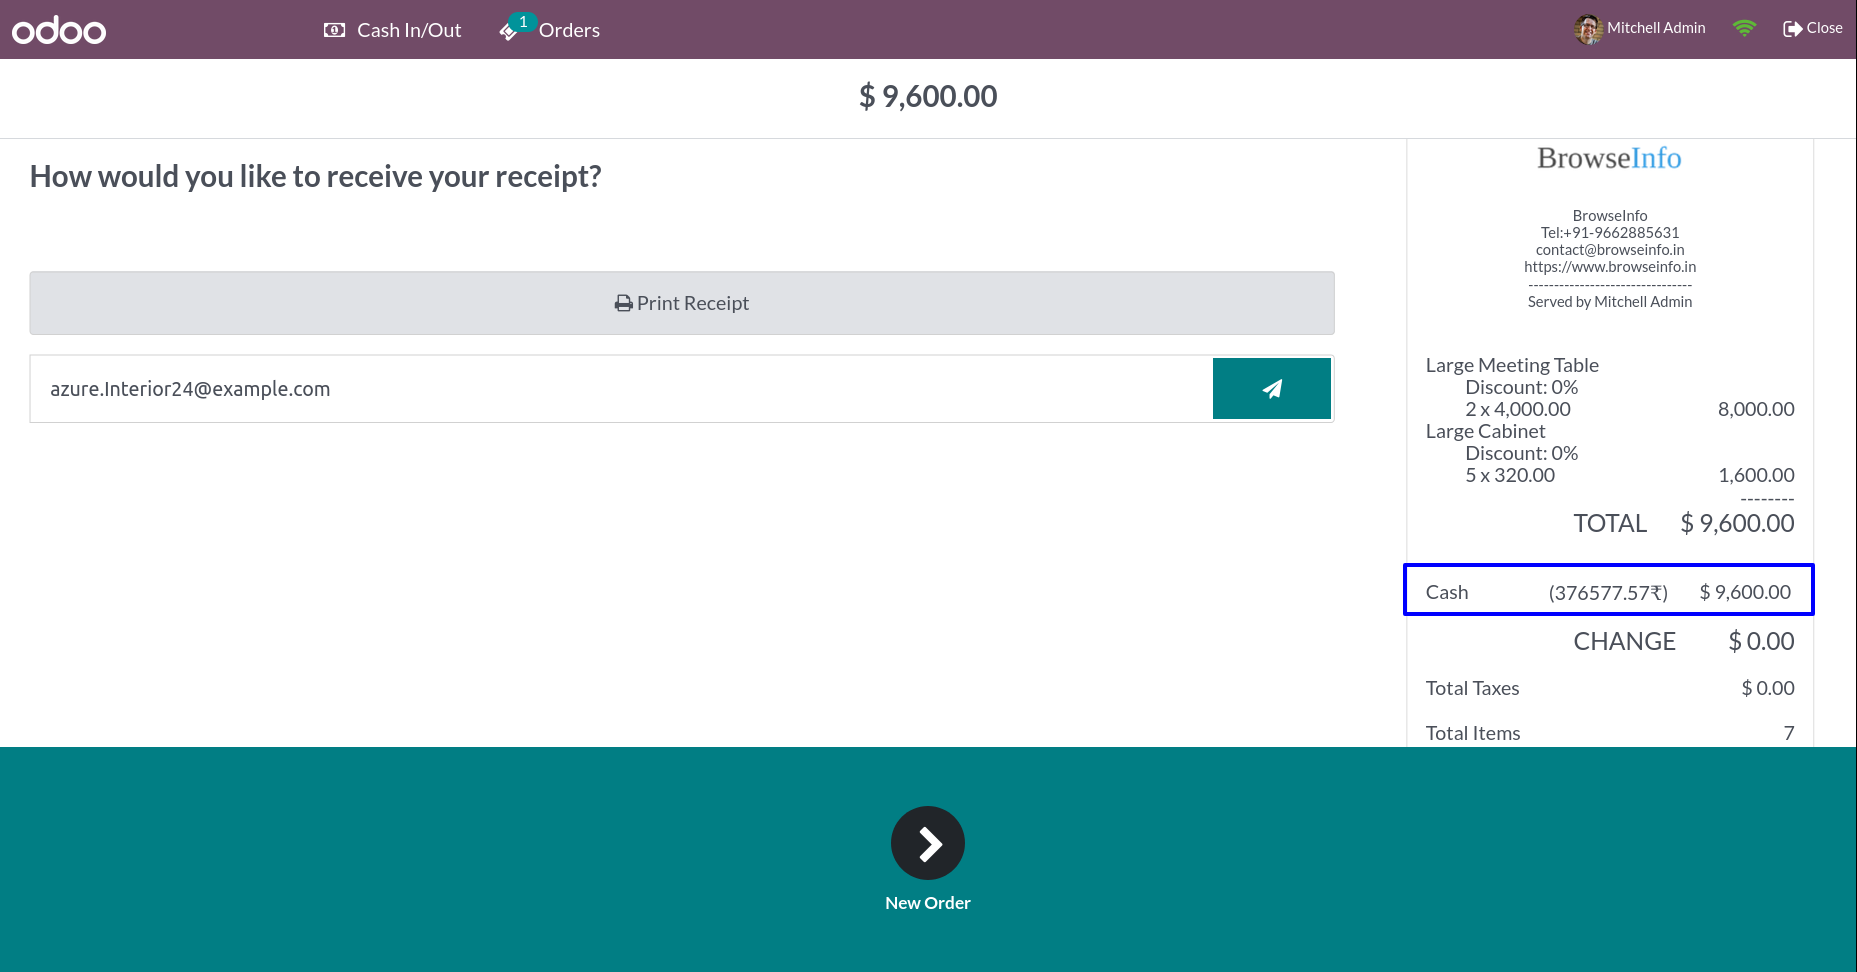 odoo
Cash In/Out
1
Orders
Mitchell Admin
Close
$ 9,600.00
How would you like to receive your receipt?
Print Receipt
azure.Interior24@example.com
BrowseInfo
BrowseInfo
Tel:+91-9662885631
contact@browseinfo.in
https://www.browseinfo.in
--------------------------------
Served by Mitchell Admin
Large Meeting Table
Discount: 0%
2 x 4,000.00 8,000.00
Large Cabinet
Discount: 0%
5 x 320.00 1,600.00
--------
TOTAL $ 9,600.00
Cash (376577.57₹) $ 9,600.00
CHANGE $ 0.00
Total Taxes $ 0.00
Total Items 7
New Order